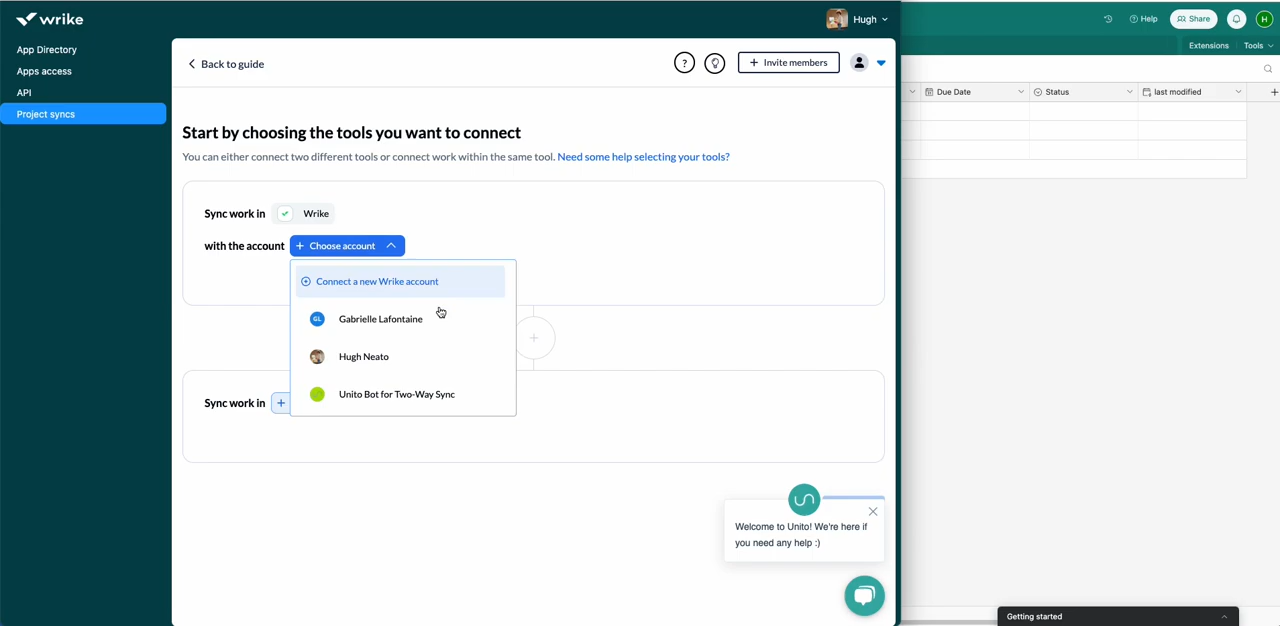 wrike
Hugh
App Directory
Apps access
API
Project syncs
Back to guide
?
+ Invite members
Start by choosing the tools you want to connect
You can either connect two different tools or connect work within the same tool. Need some help selecting your tools?
Sync work in Wrike
with the account + Choose account
Connect a new Wrike account
GL Gabrielle Lafontaine
Hugh Neato
Unito Bot for Two-Way Sync
Sync work in +
Welcome to Unito! We're here if
you need any help :)
Help
Share
H
Extensions
Tools
Due Date
Status
last modified
+
Getting started